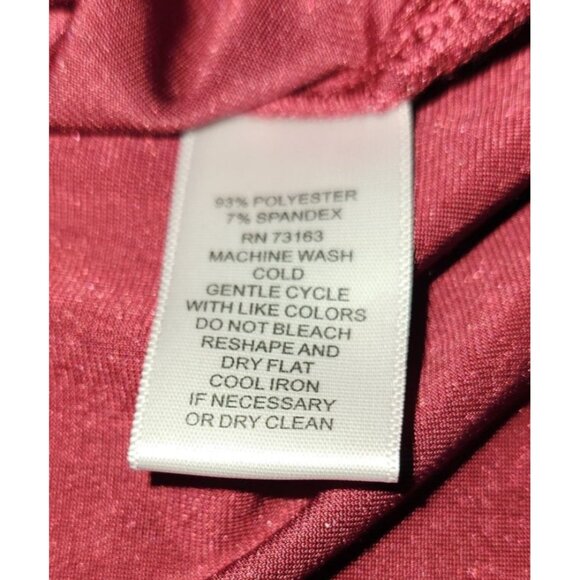 93% POLYESTER
7% SPANDEX
RN 73163
MACHINE WASH
COLD
GENTLE CYCLE
WITH LIKE COLORS
DO NOT BLEACH
RESHAPE AND
DRY FLAT
COOL IRON
IF NECESSARY
OR DRY CLEAN